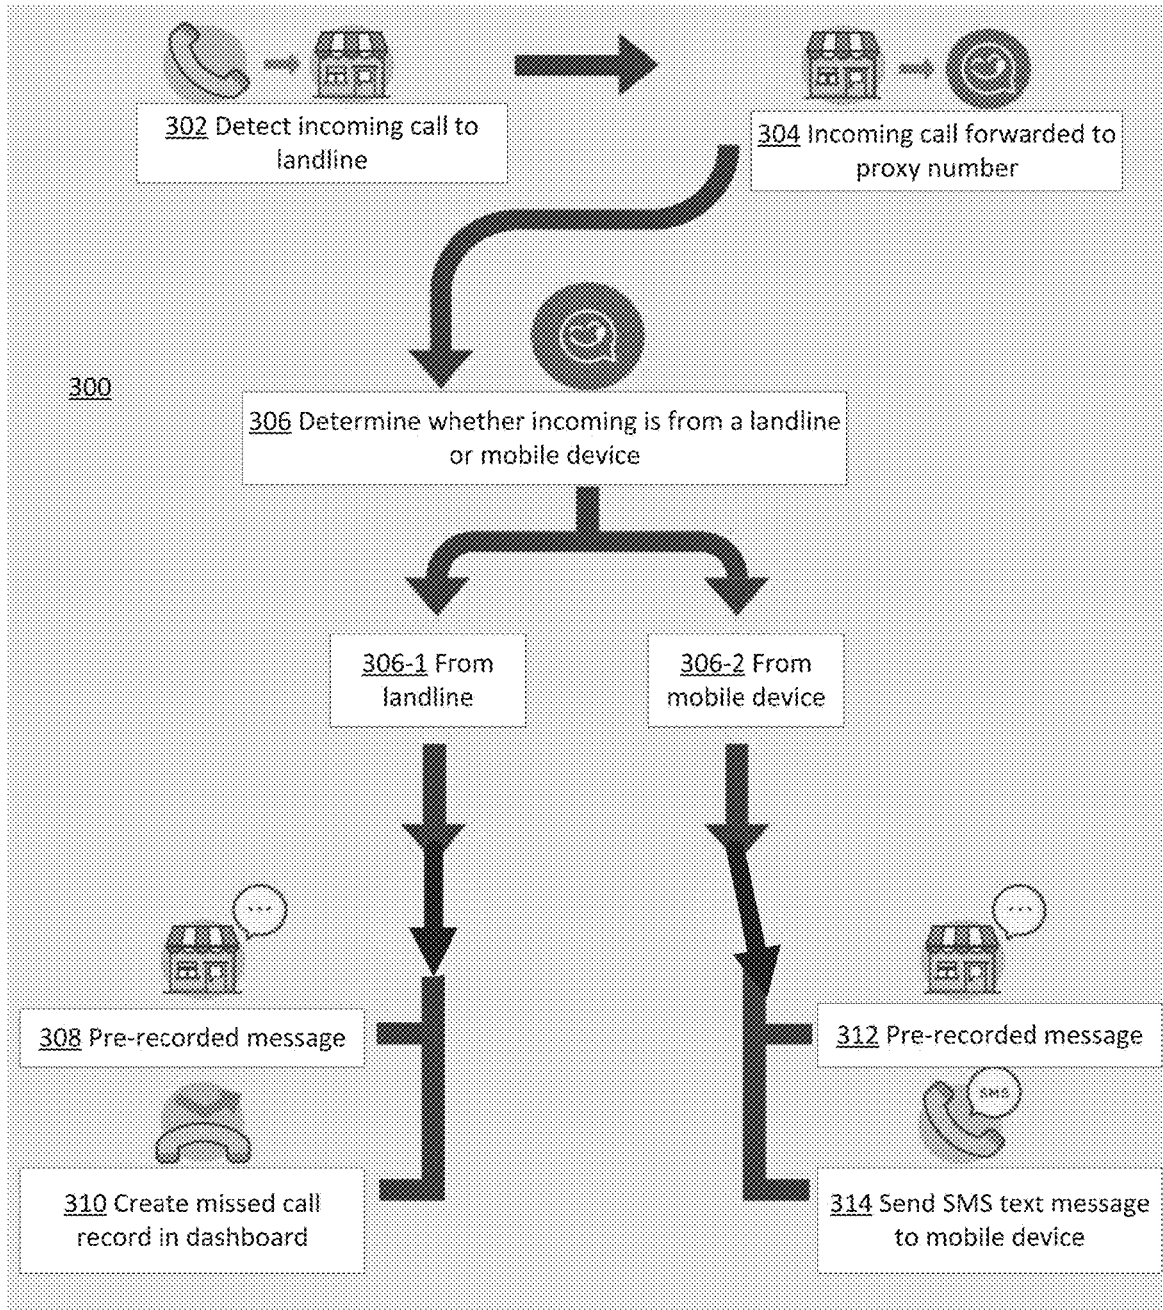 302 Detect incoming call to
landline
304 Incoming call forwarded to
proxy number
300
306 Determine whether incoming is from a landline
or mobile device
306-1 From
landline
306-2 From
mobile device
308 Pre-recorded message
312 Pre-recorded message
SMS
310 Create missed call
record in dashboard
314 Send SMS text message
to mobile device